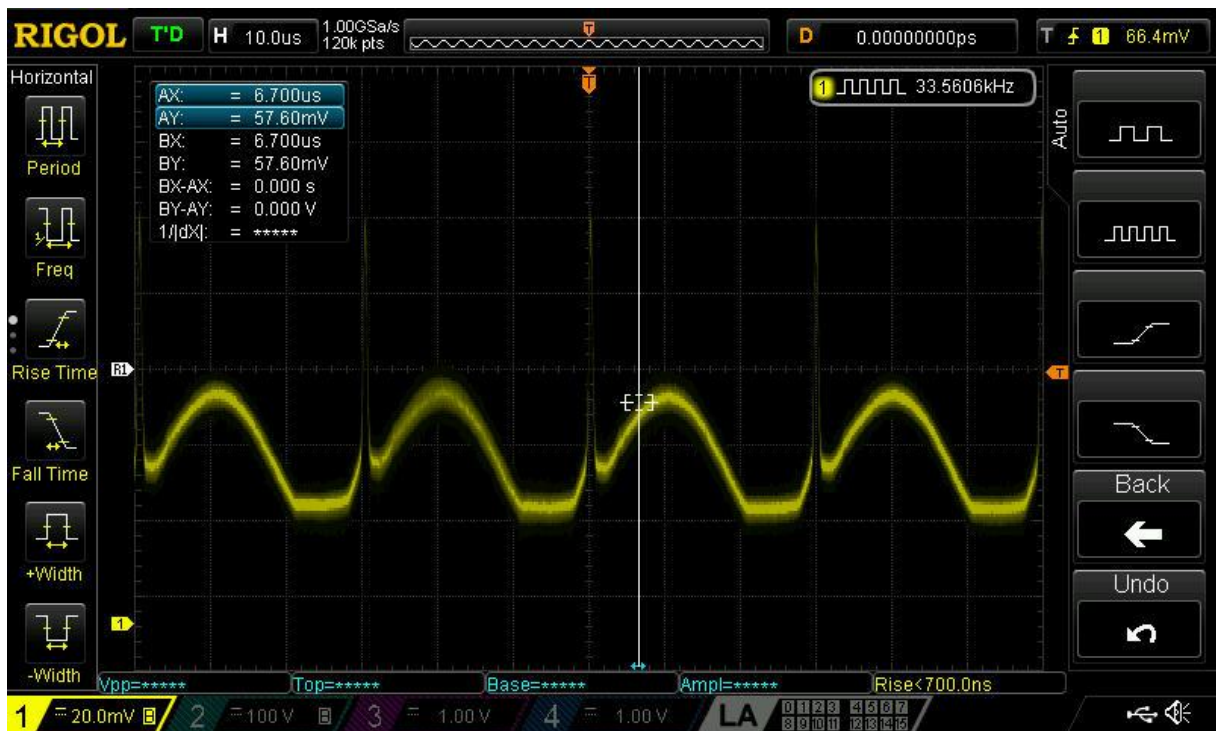 RIGOL T'D H 10.0us 1.00GSa/s 120k pts T D 0.00000000ps T 1 66.4mV
Horizontal
Period
Freq
Rise Time
Fall Time
+Width
-Width
AX: = 6.700us
AY: = 57.60mV
BX: = 6.700us
BY: = 57.60mV
BX-AX: = 0.000 s
BY-AY: = 0.000 V
1/|dX|: = *****
T
1 33.5606kHz
R1
T
1
Auto
Back
Undo
Vpp=***** Top=***** Base=***** Ampl=***** Rise<700.0ns
1 20.0mV B 2 100 V B 3 1.00 V 4 1.00 V LA 0 1 2 3 4 5 6 7
8 9 10 11 12 13 14 15